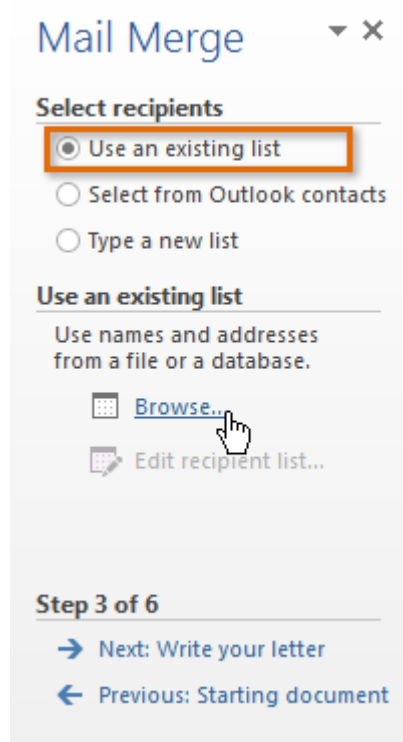 Mail Merge
Select recipients
Use an existing list
Select from Outlook contacts
Type a new list
Use an existing list
Use names and addresses
from a file or a database.
Browse...
Edit recipient list...
Step 3 of 6
Next: Write your letter
Previous: Starting document